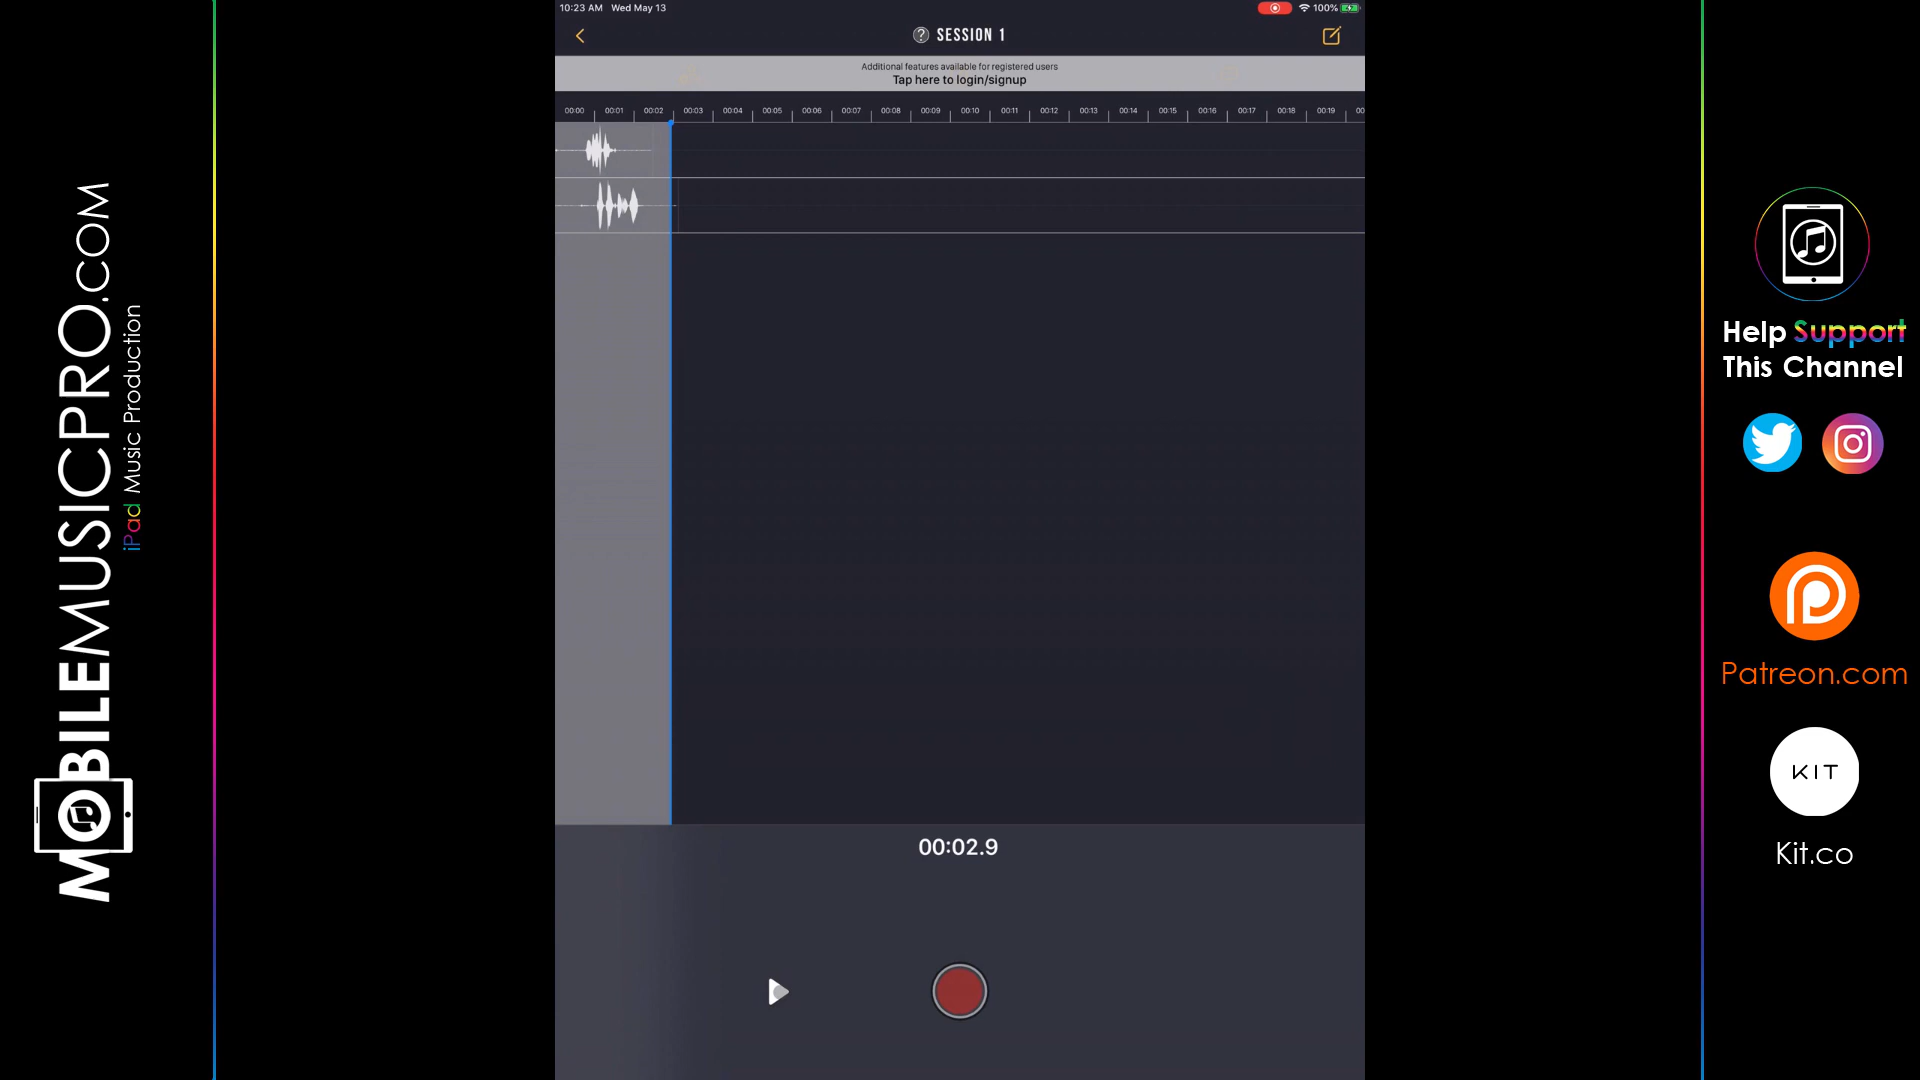 MOBILEMUSICPRO.COM
iPad Music Production
10:23 AM Wed May 13
100%
? SESSION 1
Additional features available for registered users
Tap here to login/signup
00:00 00:01 00:02 00:03 00:04 00:05 00:06 00:07 00:08 00:09 00:10 00:11 00:12 00:13 00:14 00:15 00:16 00:17 00:18 00:19 00
00:02.9
Help Support
This Channel
Patreon.com
KIT
Kit.co